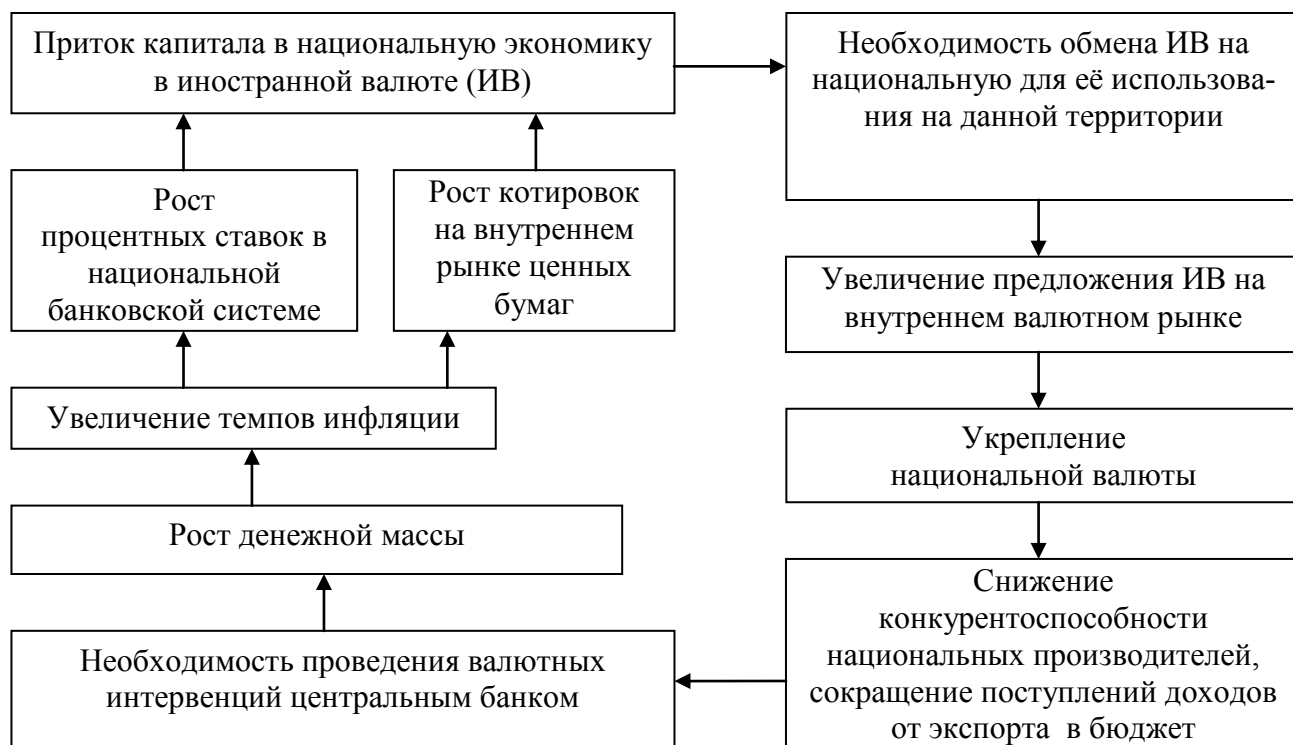 Приток капитала в национальную экономику
в иностранной валюте (ИВ)
Необходимость обмена ИВ на
национальную для её использова-
ния на данной территории
Рост
процентных ставок в
национальной
банковской системе
Рост котировок
на внутреннем
рынке ценных
бумаг
Увеличение предложения ИВ на
внутреннем валютном рынке
Увеличение темпов инфляции
Укрепление
национальной валюты
Рост денежной массы
Снижение
конкурентоспособности
национальных производителей,
сокращение поступлений доходов
от экспорта в бюджет
Необходимость проведения валютных
интервенций центральным банком